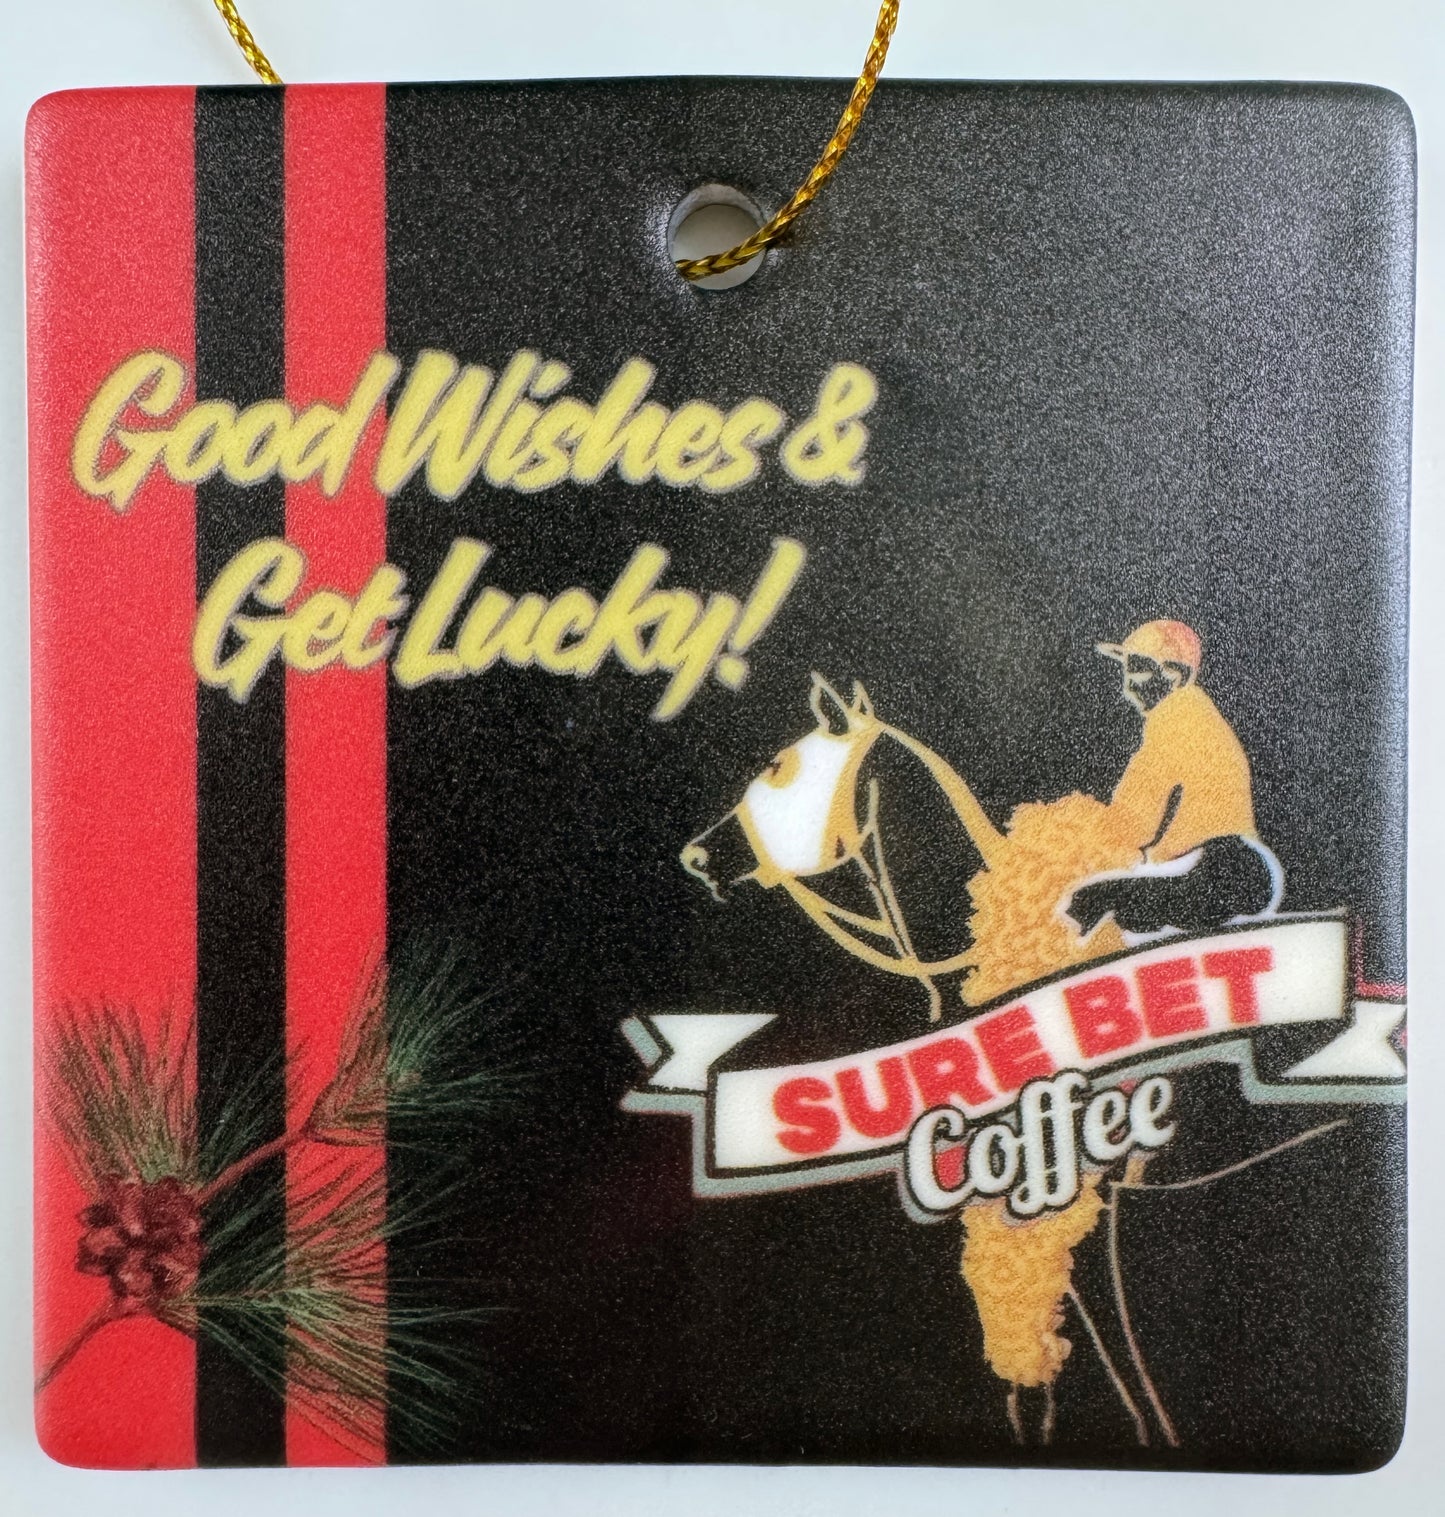 Good Wishes &
Get Lucky!
SURE BET
Coffee